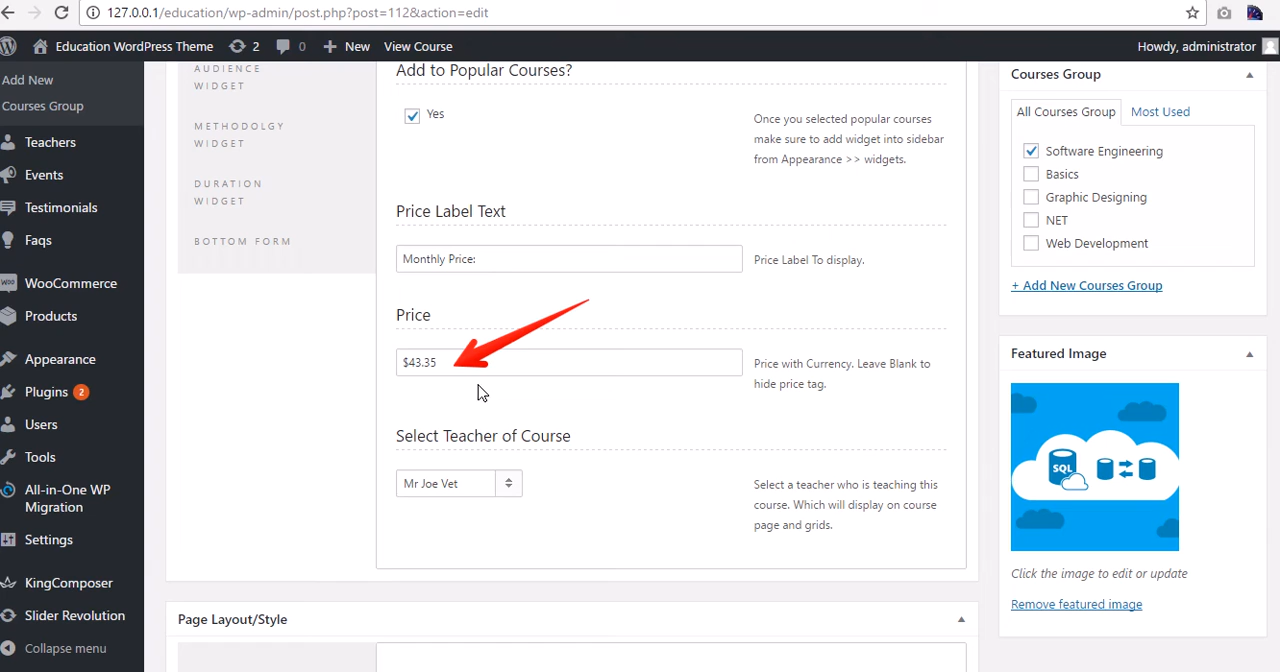 127.0.0.1/education/wp-admin/post.php?post=112&action=edit
Education WordPress Theme 2 0 New View Course Howdy, administrator
Add New
Courses Group
Teachers
Events
Testimonials
Faqs
WOO WooCommerce
Products
Appearance
Plugins 2
Users
Tools
All-in-One WP
Migration
Settings
KingComposer
Slider Revolution
Collapse menu
AUDIENCE
WIDGET
METHODOLGY
WIDGET
DURATION
WIDGET
BOTTOM FORM
Add to Popular Courses?
Yes
Once you selected popular courses
make sure to add widget into sidebar
from Appearance >> widgets.
Price Label Text
Monthly Price:
Price Label To display.
Price
$43.35
Price with Currency. Leave Blank to
hide price tag.
Select Teacher of Course
Mr Joe Vet
Select a teacher who is teaching this
course. Which will display on course
page and grids.
Page Layout/Style
Courses Group
All Courses Group Most Used
Software Engineering
Basics
Graphic Designing
NET
Web Development
+ Add New Courses Group
Featured Image
SQL
Click the image to edit or update
Remove featured image